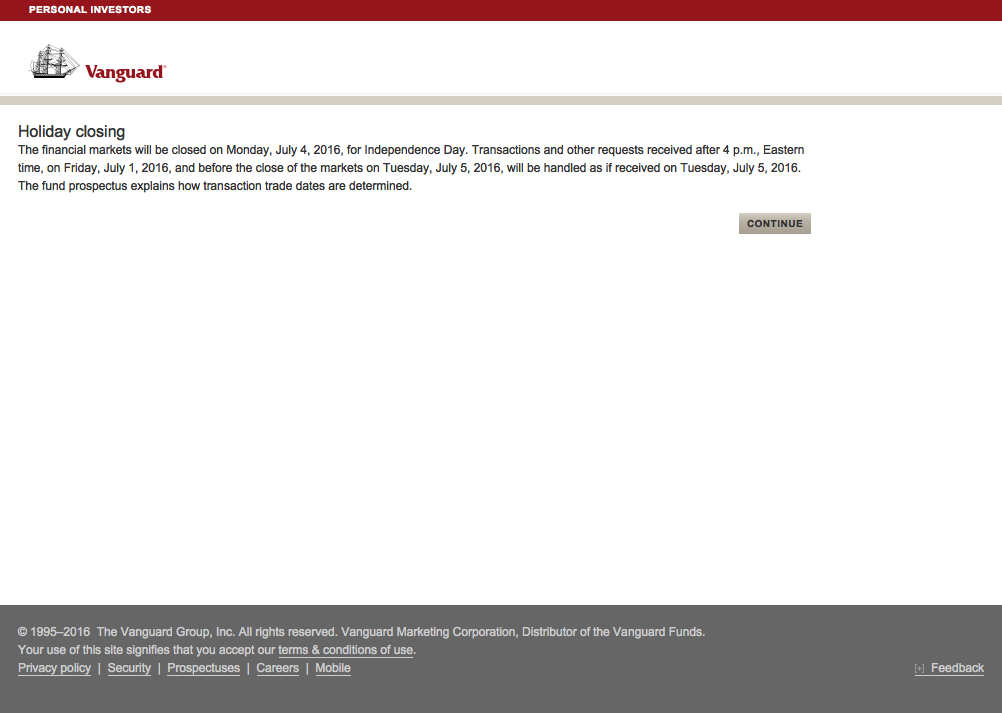 PERSONAL INVESTORS
Vanguard®
Holiday closing
The financial markets will be closed on Monday, July 4, 2016, for Independence Day. Transactions and other requests received after 4 p.m., Eastern
time, on Friday, July 1, 2016, and before the close of the markets on Tuesday, July 5, 2016, will be handled as if received on Tuesday, July 5, 2016.
The fund prospectus explains how transaction trade dates are determined.
CONTINUE
© 1995–2016 The Vanguard Group, Inc. All rights reserved. Vanguard Marketing Corporation, Distributor of the Vanguard Funds.
Your use of this site signifies that you accept our terms & conditions of use.
Privacy policy | Security | Prospectuses | Careers | Mobile
[+] Feedback